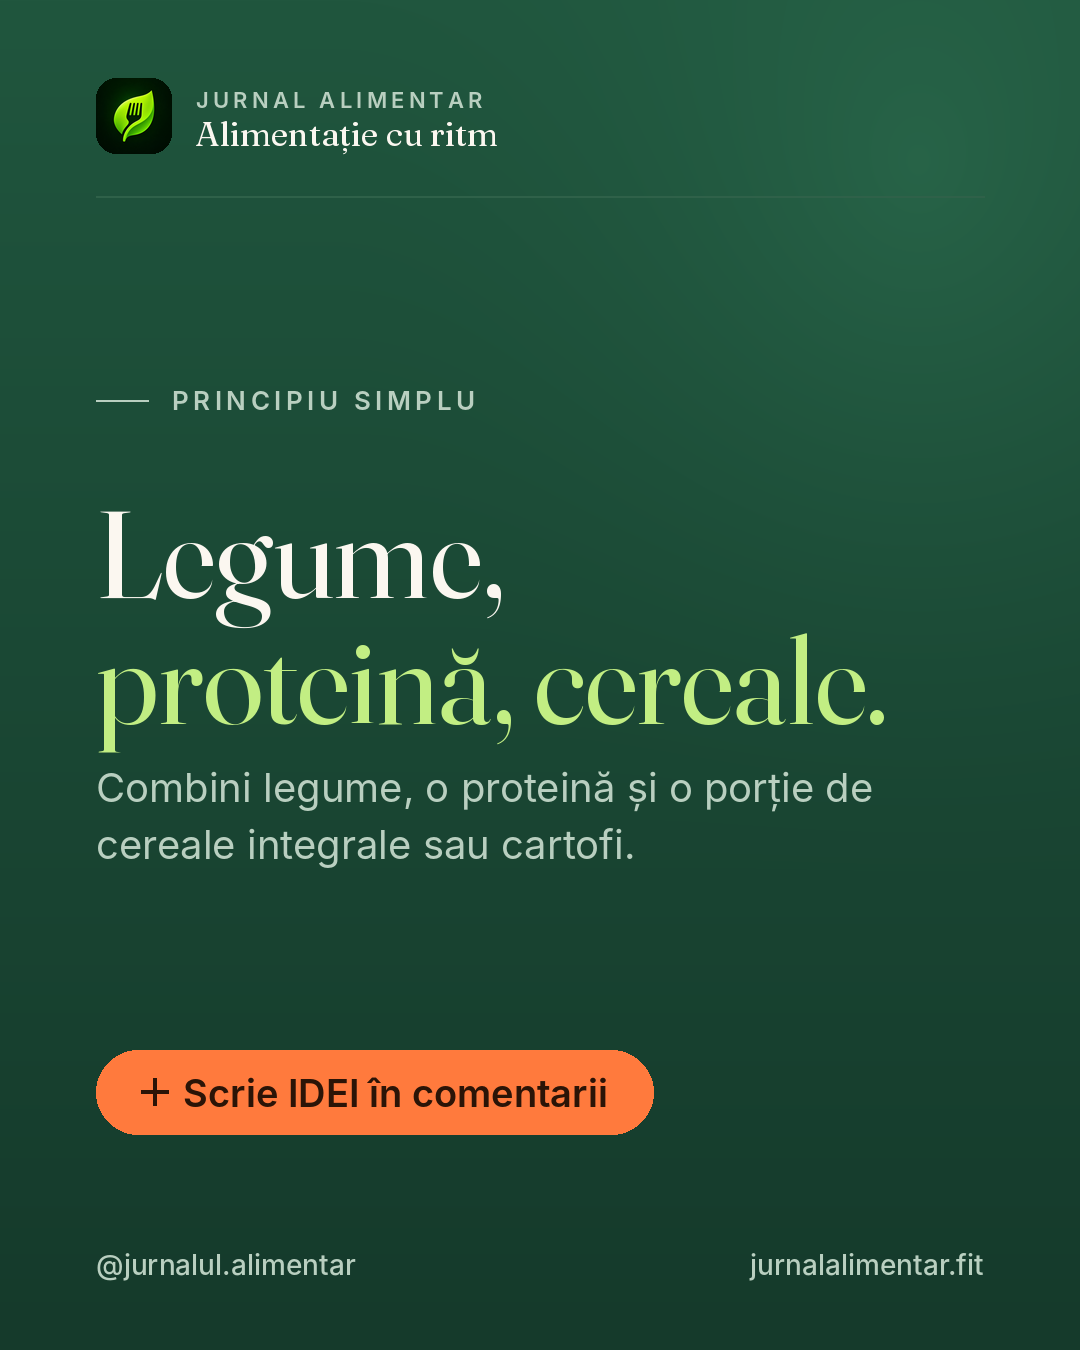 JURNAL ALIMENTAR
Alimentație cu ritm
PRINCIPIU SIMPLU
Legume,
proteină, cereale.
Combini legume, o proteină și o porție de
cereale integrale sau cartofi.
+ Scrie IDEI în comentarii
@jurnalul.alimentar
jurnalalimentar.fit